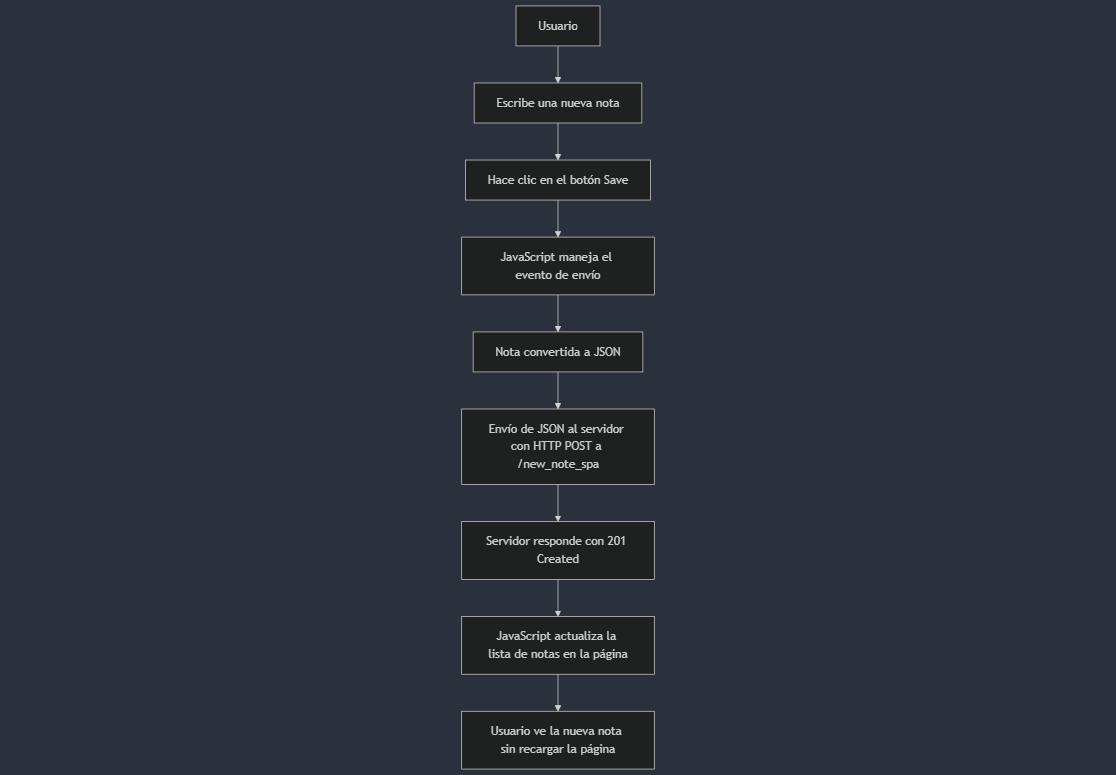 Usuario
Escribe una nueva nota
Hace clic en el botón Save
JavaScript maneja el
evento de envío
Nota convertida a JSON
Envío de JSON al servidor
con HTTP POST a
/new_note_spa
Servidor responde con 201
Created
JavaScript actualiza la
lista de notas en la página
Usuario ve la nueva nota
sin recargar la página